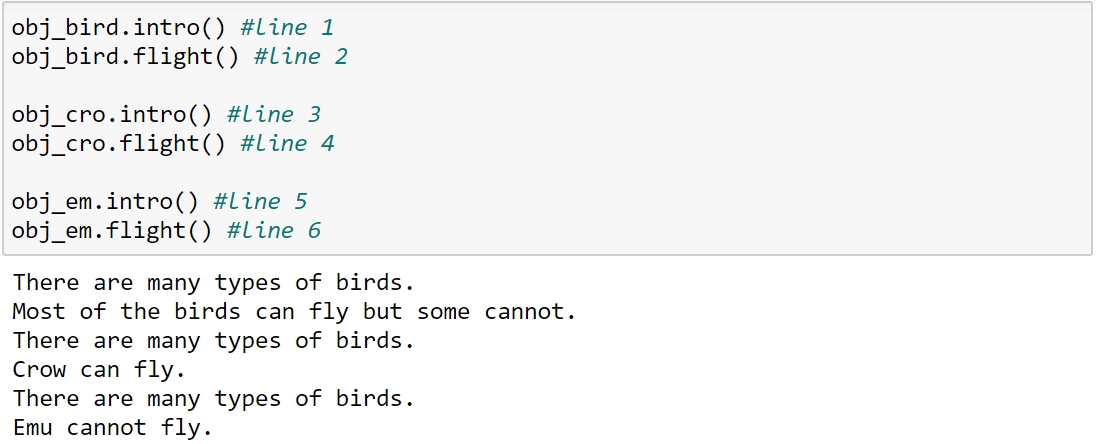 obj_bird.intro() #line 1
obj_bird.flight() #line 2
obj_cro.intro() #line 3
obj_cro.flight() #line 4
obj_em.intro() #line 5
obj_em.flight() #line 6
There are many types of birds.
Most of the birds can fly but some cannot.
There are many types of birds.
Crow can fly.
There are many types of birds.
Emu cannot fly.